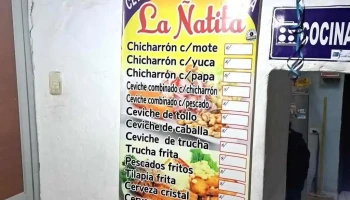 La Ñatita
COCINA
Chicharrón c/mote
Chicharrón c/yuca
Chicharrón c/papa
Ceviche combinado c/chicharrón
Ceviche combinado c/pescado
Ceviche de tollo
Ceviche de caballa
Ceviche de trucha
Trucha frita
Pescados fritos
Tilapia frita
Cerveza cristal